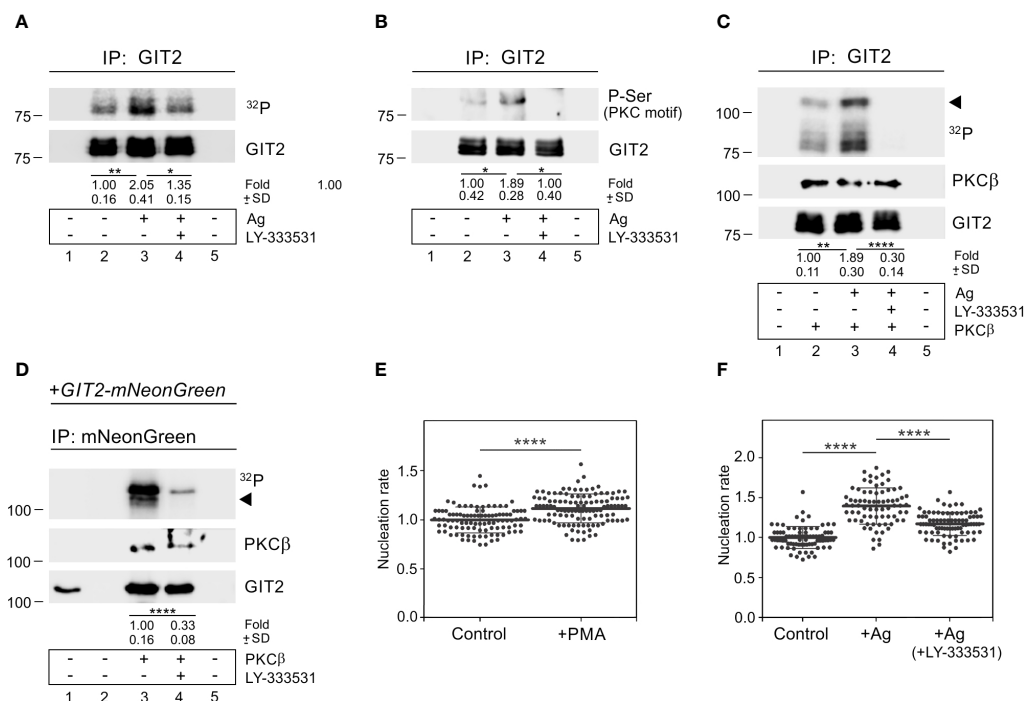 A
IP: GIT2
75
32P
75
GIT2
** *
1.00 2.05 1.35 Fold 1.00
0.16 0.41 0.15 ±SD
- - + + - Ag
- - - + - LY-333531
1 2 3 4 5
B
IP: GIT2
75
P-Ser
(PKC motif)
75
GIT2
* *
1.00 1.89 1.00 Fold
0.42 0.28 0.40 ±SD
- - + + - Ag
- - - + - LY-333531
1 2 3 4 5
C
IP: GIT2
100
32P
75
100
PKCβ
75
GIT2
** ****
1.00 1.89 0.30 Fold
0.11 0.30 0.14 ±SD
- - + + - Ag
- - - + - LY-333531
- + + + - PKCβ
1 2 3 4 5
D
+GIT2-mNeonGreen
IP: mNeonGreen
32P
100
PKCβ
100
GIT2
100
****
1.00 0.33 Fold
0.16 0.08 ±SD
- - + + - PKCβ
- - - + - LY-333531
1 2 3 4 5
E
Nucleation rate
1.5
1.0
0.5
0.0
****
Control +PMA
F
Nucleation rate
2.0
1.5
1.0
0.5
0.0
**** ****
Control +Ag +Ag
(+LY-333531)